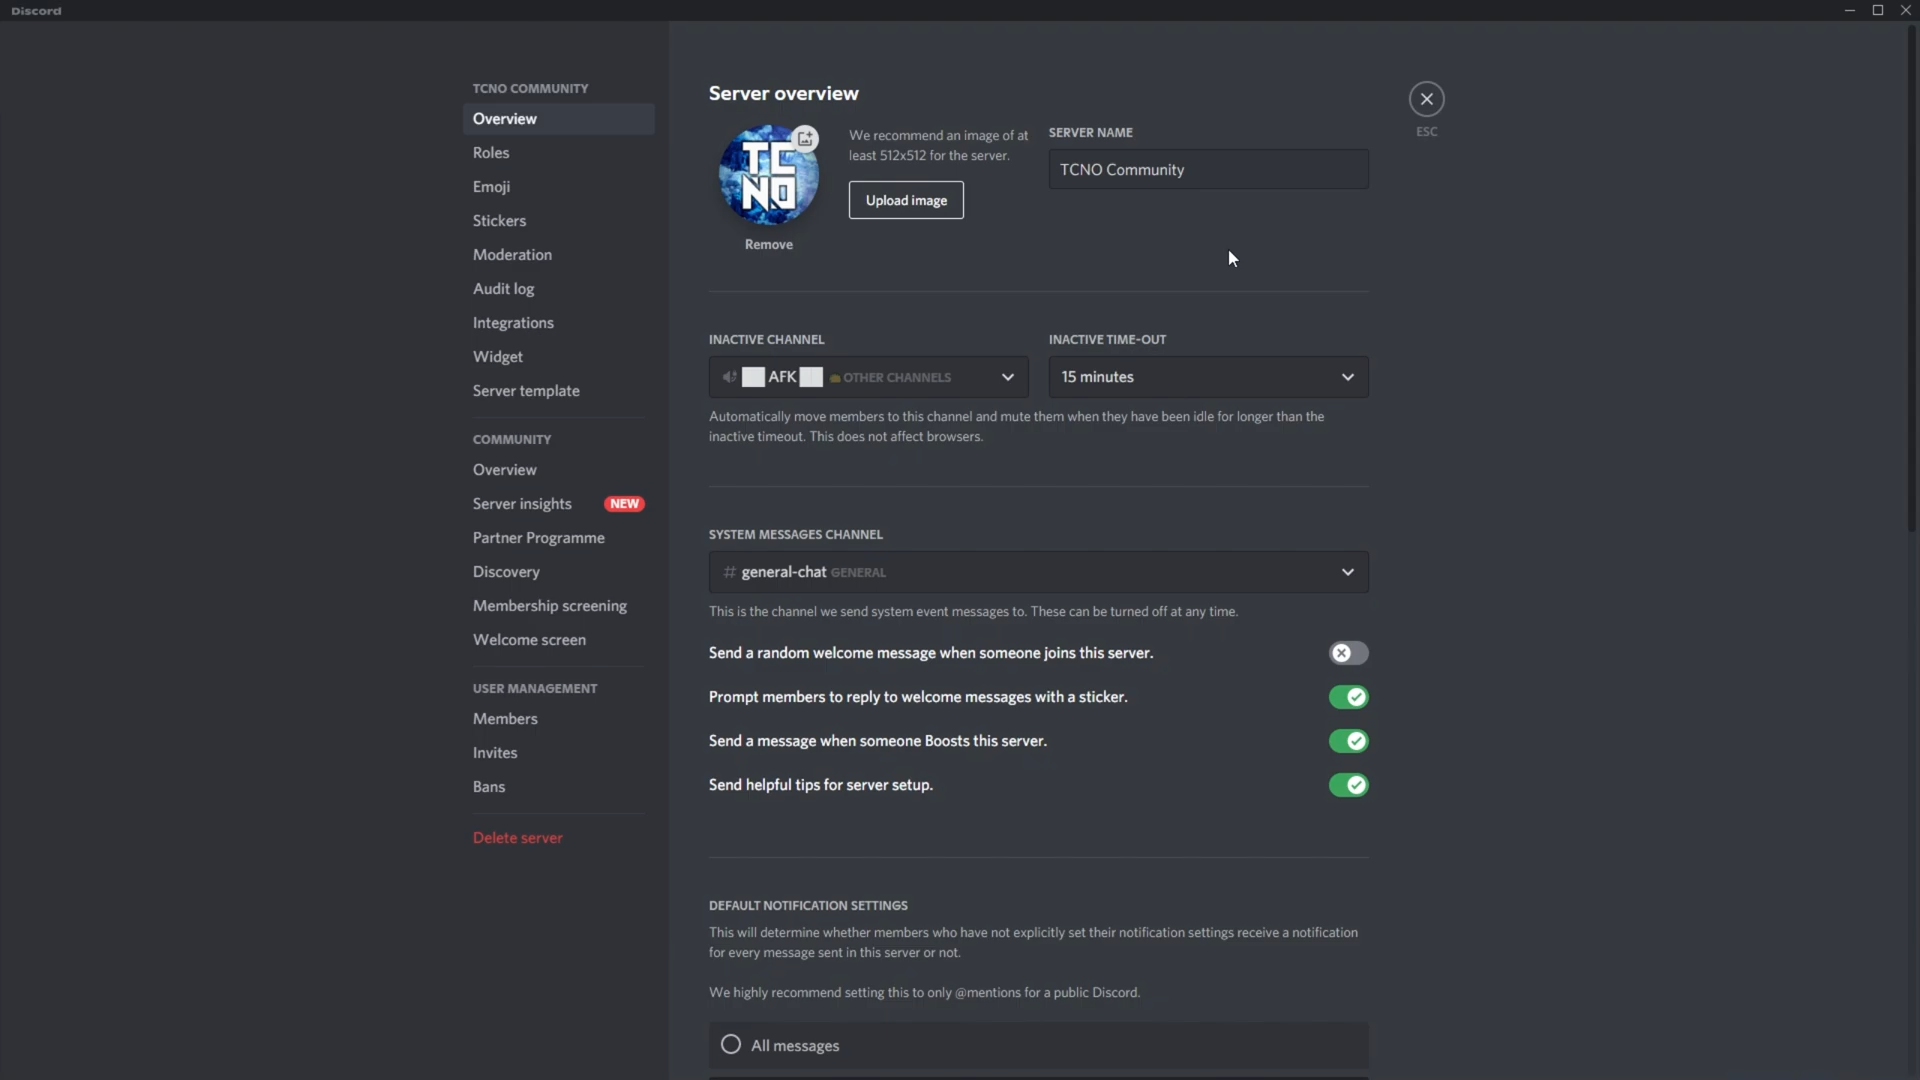 Discord
TCNO COMMUNITY
Overview
Roles
Emoji
Stickers
Moderation
Audit log
Integrations
Widget
Server template
COMMUNITY
Overview
Server insights NEW
Partner Programme
Discovery
Membership screening
Welcome screen
USER MANAGEMENT
Members
Invites
Bans
Delete server
Server overview
TC
NO
Remove
We recommend an image of at
least 512x512 for the server.
Upload image
SERVER NAME
TCNO Community
ESC
INACTIVE CHANNEL
AFK OTHER CHANNELS
INACTIVE TIME-OUT
15 minutes
Automatically move members to this channel and mute them when they have been idle for longer than the
inactive timeout. This does not affect browsers.
SYSTEM MESSAGES CHANNEL
# general-chat GENERAL
This is the channel we send system event messages to. These can be turned off at any time.
Send a random welcome message when someone joins this server.
Prompt members to reply to welcome messages with a sticker.
Send a message when someone Boosts this server.
Send helpful tips for server setup.
DEFAULT NOTIFICATION SETTINGS
This will determine whether members who have not explicitly set their notification settings receive a notification
for every message sent in this server or not.
We highly recommend setting this to only @mentions for a public Discord.
All messages